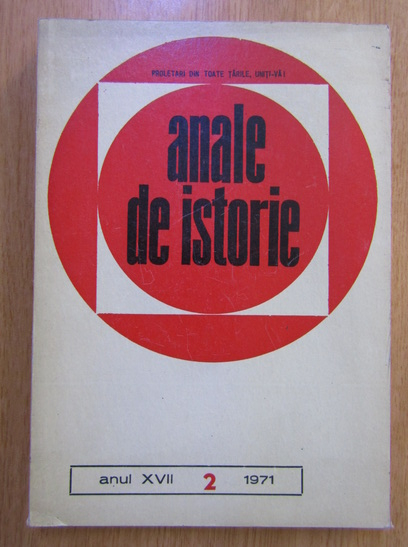 PROLETARI DIN TOATE ȚĂRILE, UNIȚI-VĂ!
anale
de istorie
anul XVII 2 1971